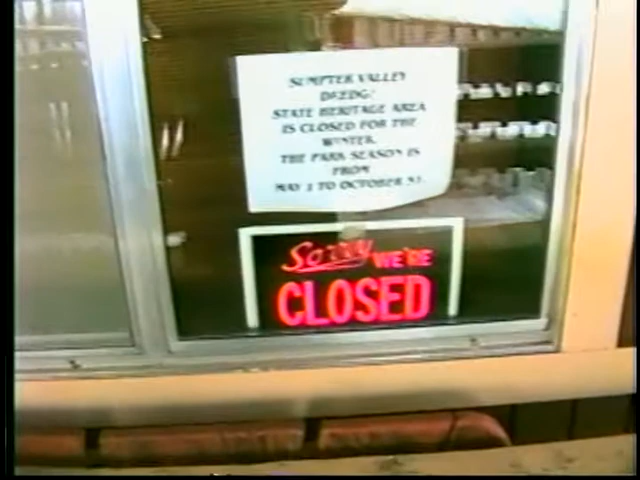 SUMPTER VALLEY
DREDGE
STATE HERITAGE AREA
IS CLOSED FOR THE
WINTER.
THE PARK SEASON IS
FROM
MAY 1 TO OCTOBER 31.
Sorry WE'RE
CLOSED